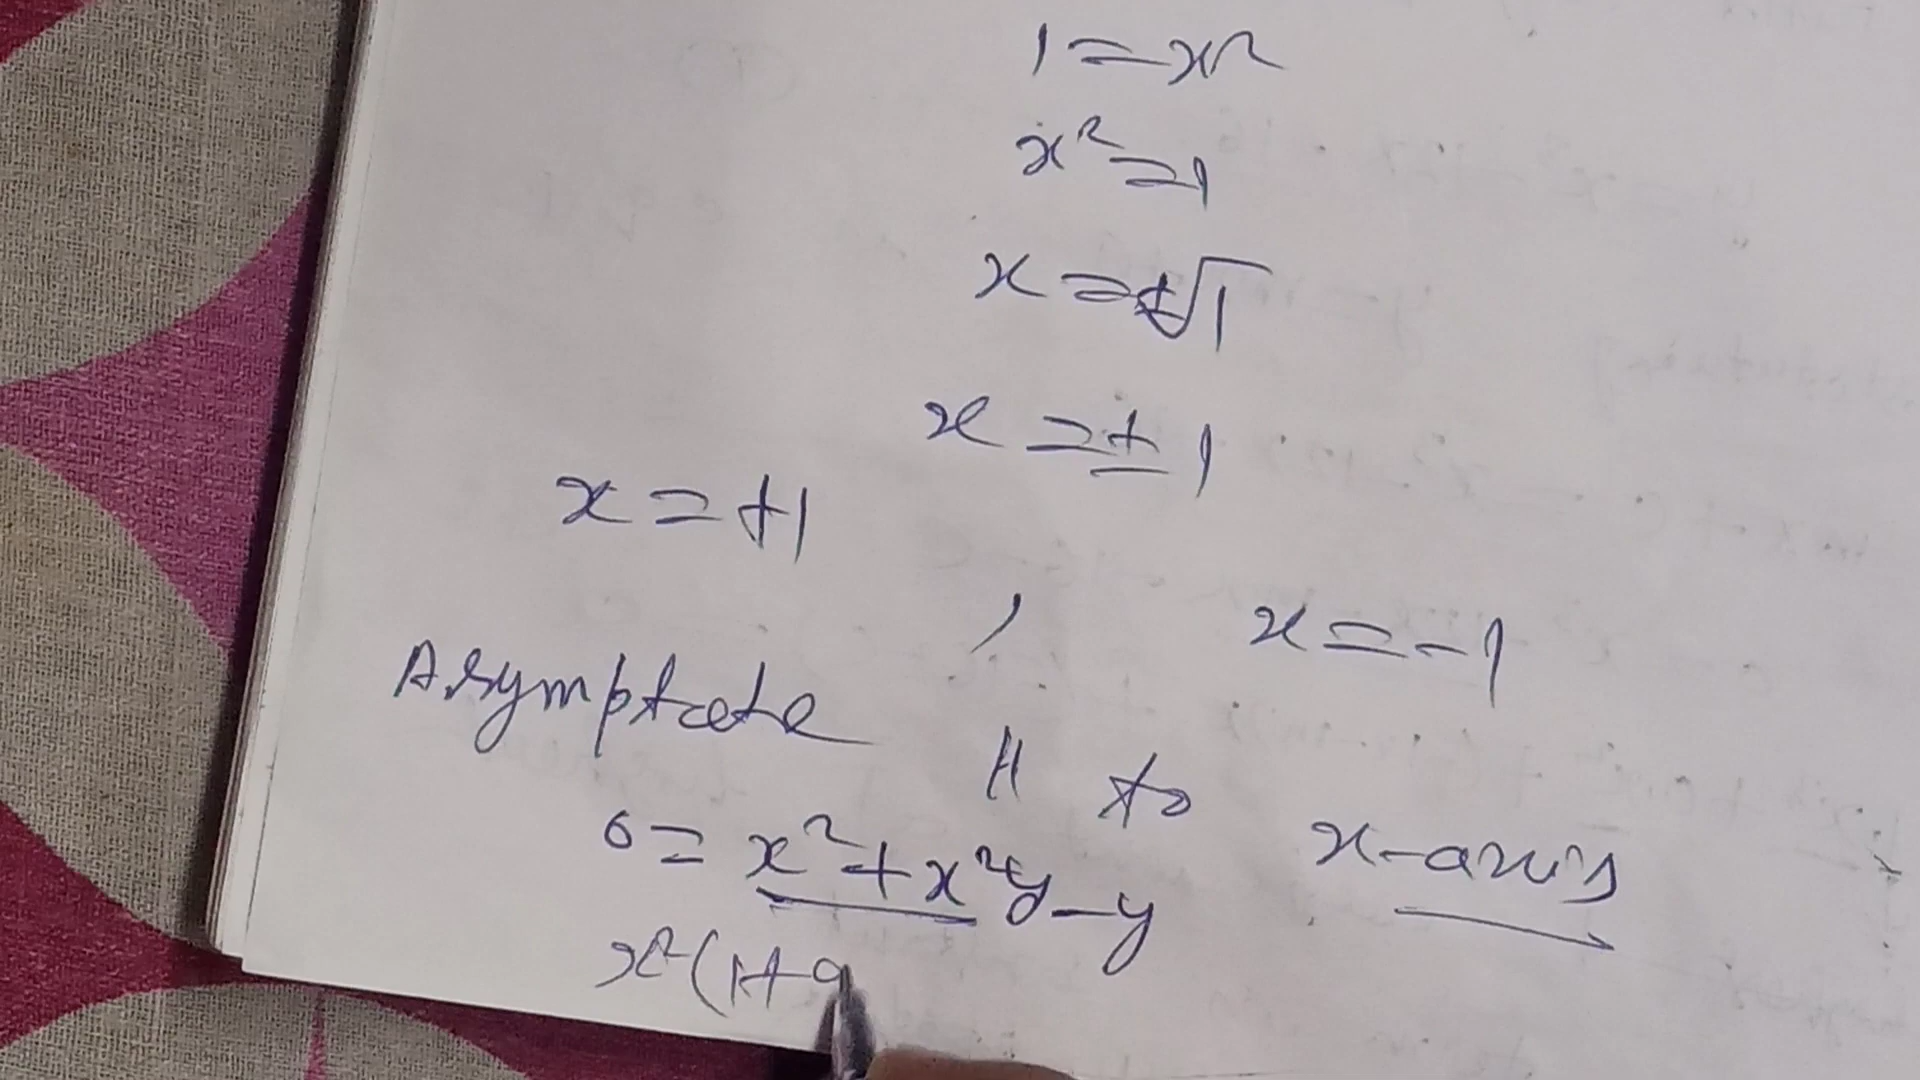 1 = x²
x² = 1
x = ±√1
x = ± 1
x = +1 , x = -1
Asymptote || to x-axis
0 = x² + x²y - y
x² (1+y